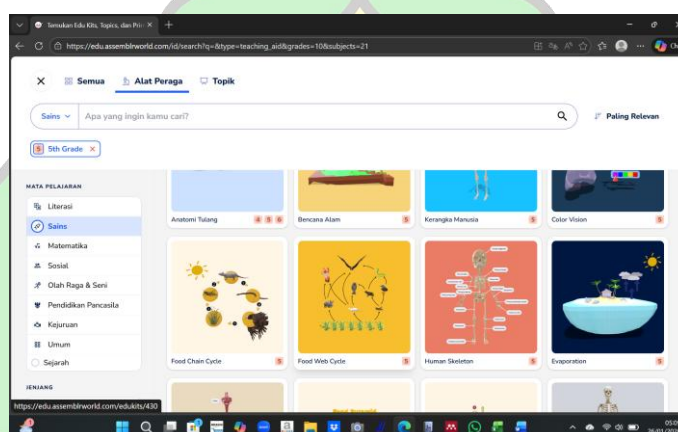 Temukan Edu Kits, Topics, dan Pri
https://edu.assemblrworld.com/id/search?q=&type=teaching_aid&grades=10&subjects=21
Semua
Alat Peraga
Topik
Sains
Apa yang ingin kamu cari?
Paling Relevan
5 5th Grade ×
MATA PELAJARAN
Literasi
Sains
Matematika
Sosial
Olah Raga & Seni
Pendidikan Pancasila
Kejuruan
Umum
Sejarah
JENJANG
Anatomi Tulang 4 5 6
Bencana Alam 5
Kerangka Manusia 5
Color Vision 5
Food Chain Cycle 5
Food Web Cycle 5
Human Skeleton 5
Evaporation 5
https://edu.assemblrworld.com/edukits/430